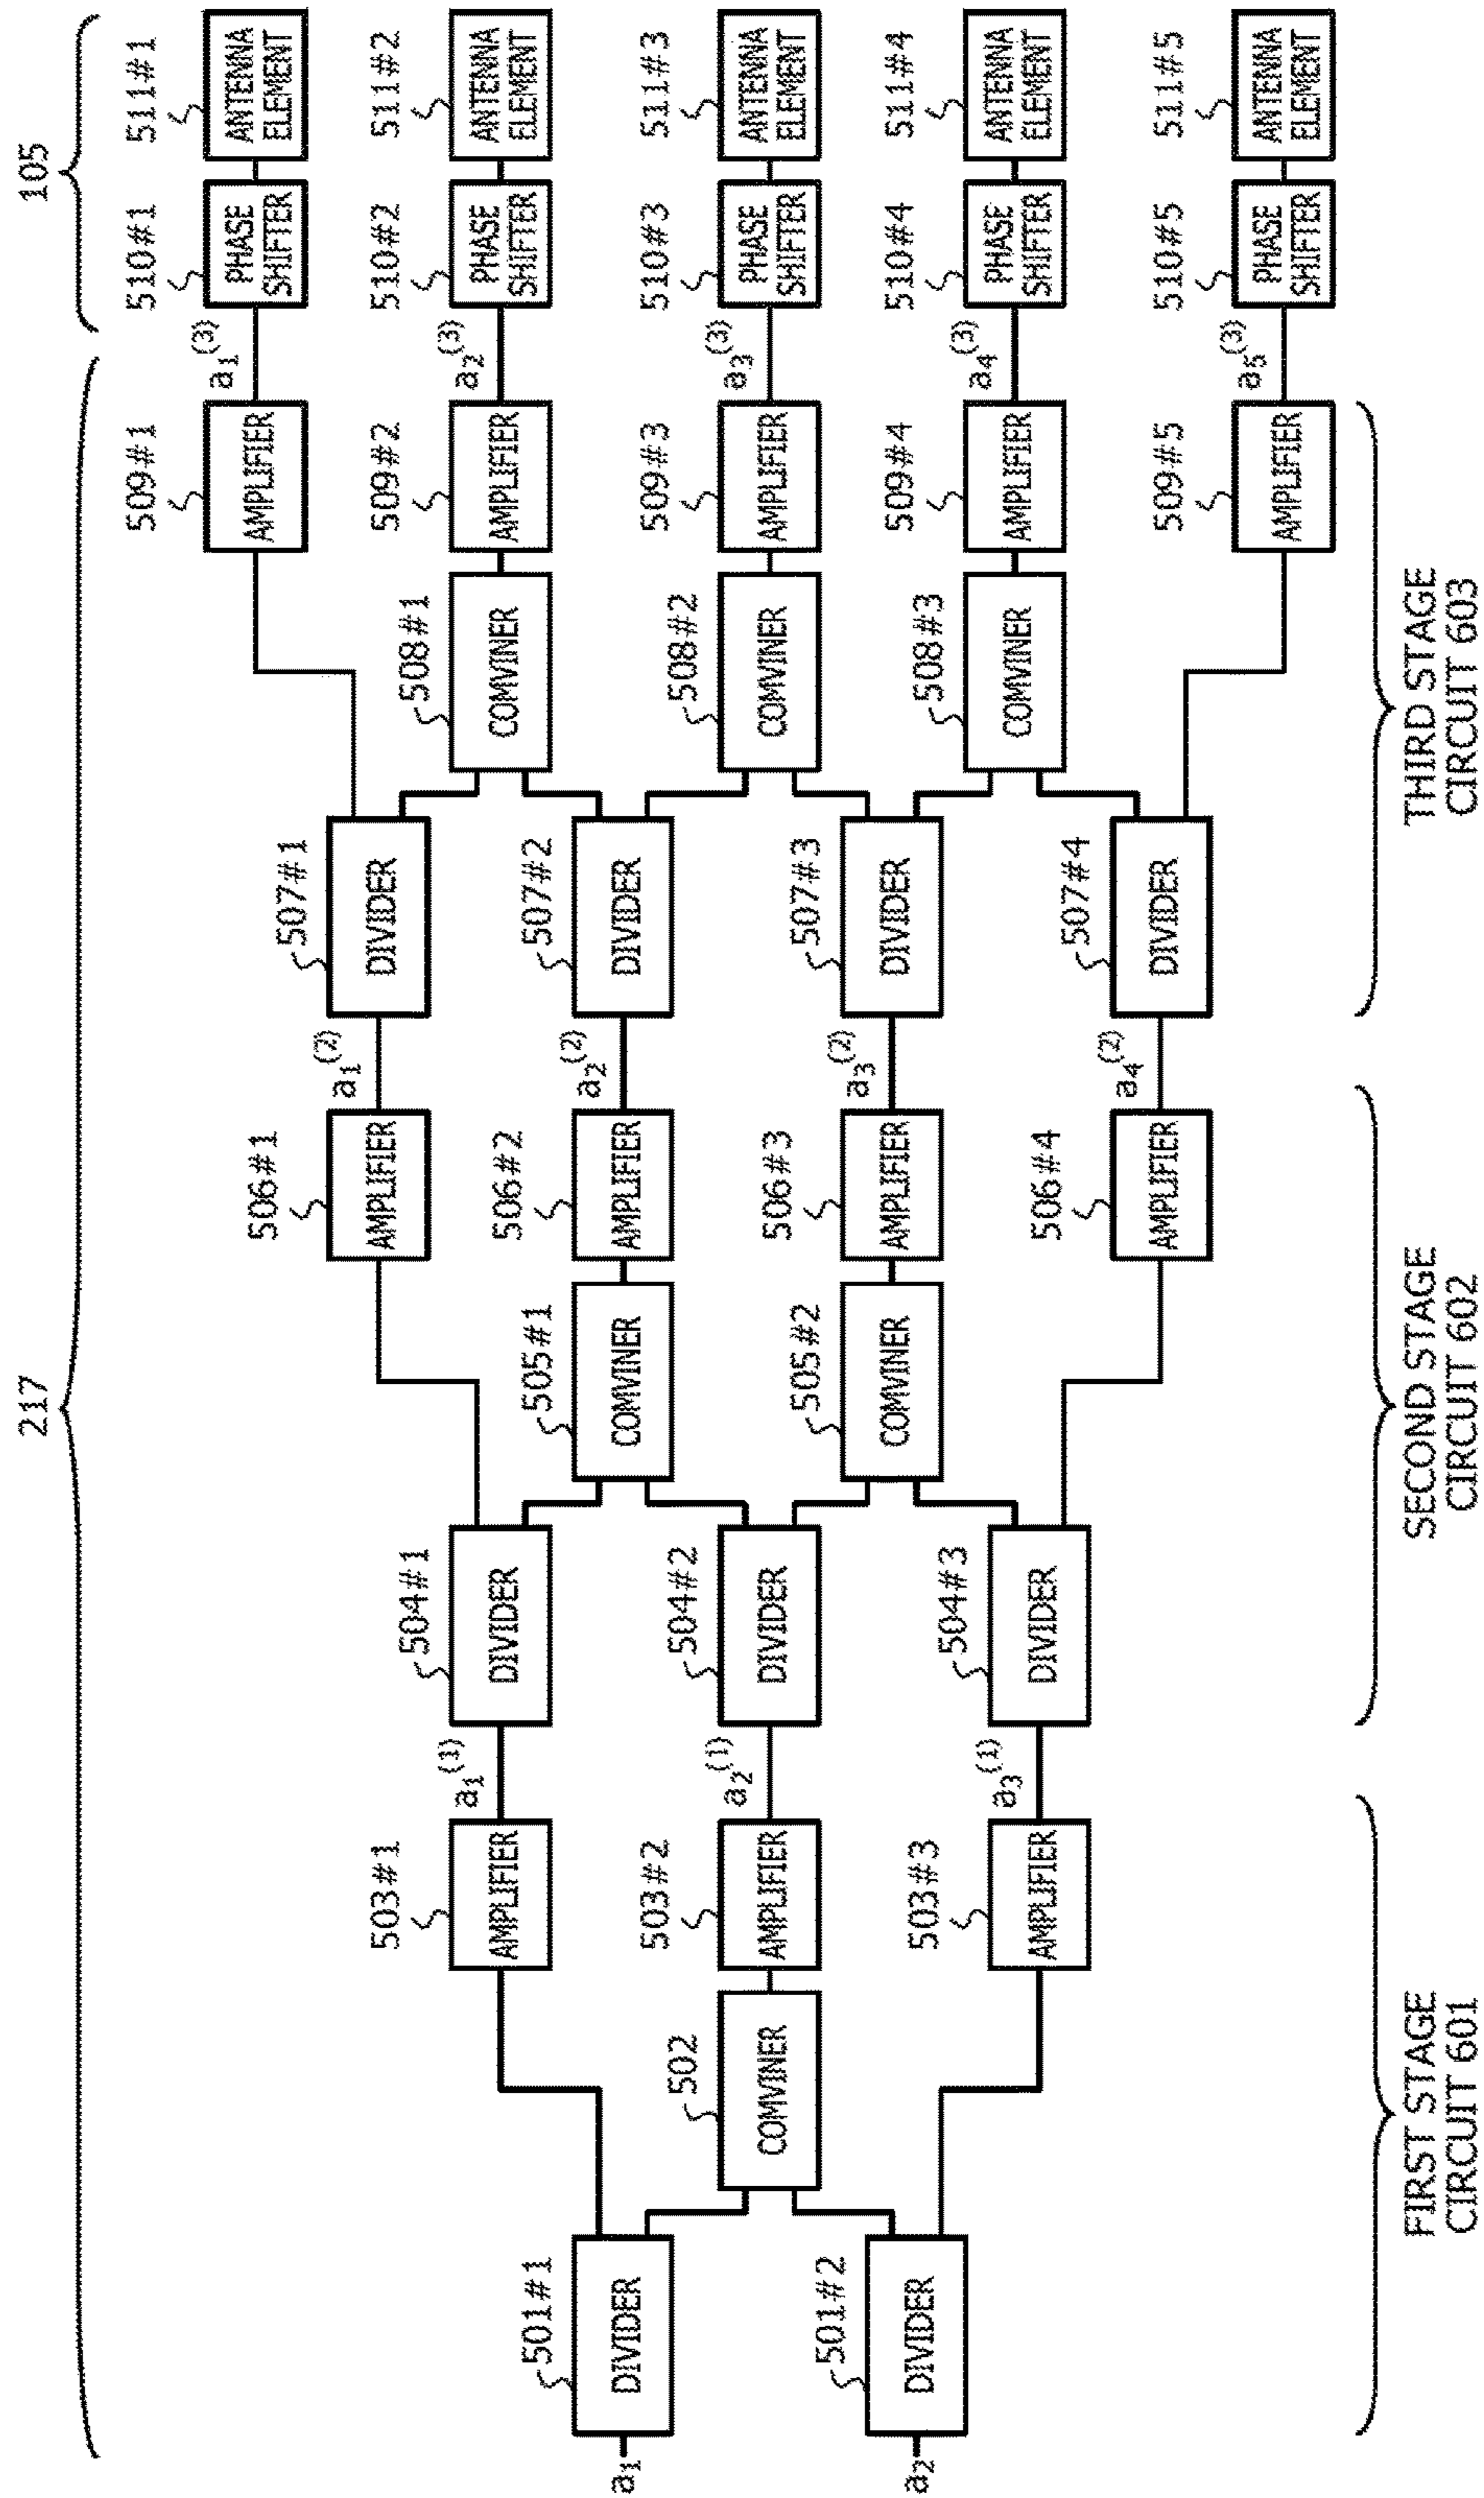 217
105
a1
501#1
DIVIDER
a2
501#2
DIVIDER
502
COMVINER
503#1
AMPLIFIER
503#2
AMPLIFIER
503#3
AMPLIFIER
a1(1)
a2(1)
a3(1)
504#1
DIVIDER
504#2
DIVIDER
504#3
DIVIDER
505#1
COMVINER
505#2
COMVINER
506#1
AMPLIFIER
506#2
AMPLIFIER
506#3
AMPLIFIER
506#4
AMPLIFIER
a1(2)
a2(2)
a3(2)
a4(2)
507#1
DIVIDER
507#2
DIVIDER
507#3
DIVIDER
507#4
DIVIDER
508#1
COMVINER
508#2
COMVINER
508#3
COMVINER
509#1
AMPLIFIER
509#2
AMPLIFIER
509#3
AMPLIFIER
509#4
AMPLIFIER
509#5
AMPLIFIER
a1(3)
a2(3)
a3(3)
a4(3)
a5(3)
510#1
PHASE
SHIFTER
510#2
PHASE
SHIFTER
510#3
PHASE
SHIFTER
510#4
PHASE
SHIFTER
510#5
PHASE
SHIFTER
511#1
ANTENNA
ELEMENT
511#2
ANTENNA
ELEMENT
511#3
ANTENNA
ELEMENT
511#4
ANTENNA
ELEMENT
511#5
ANTENNA
ELEMENT
FIRST STAGE
CIRCUIT 601
SECOND STAGE
CIRCUIT 602
THIRD STAGE
CIRCUIT 603